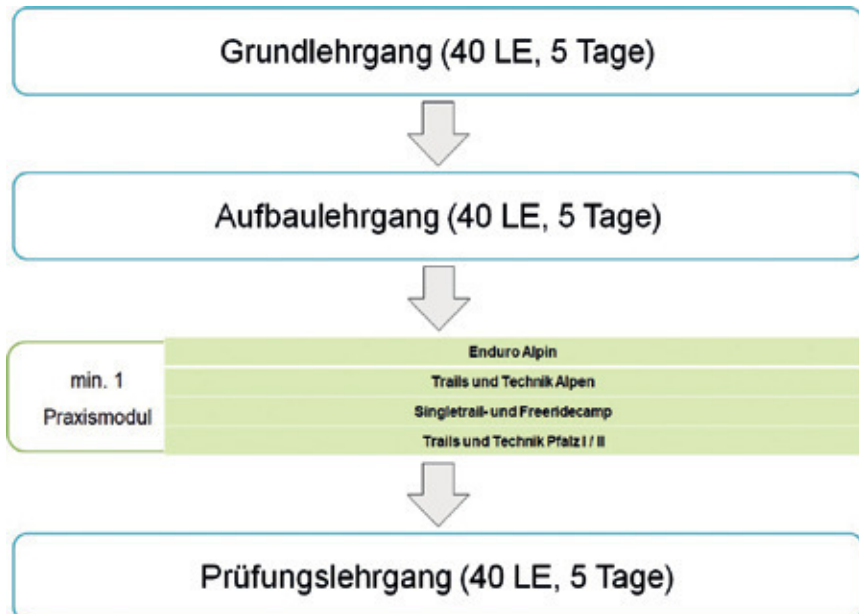 Grundlehrgang (40 LE, 5 Tage)
Aufbaulehrgang (40 LE, 5 Tage)
min. 1
Praxismodul
Enduro Alpin
Trails und Technik Alpen
Singletrail- und Freeridecamp
Trails und Technik Pfalz I / II
Prüfungslehrgang (40 LE, 5 Tage)